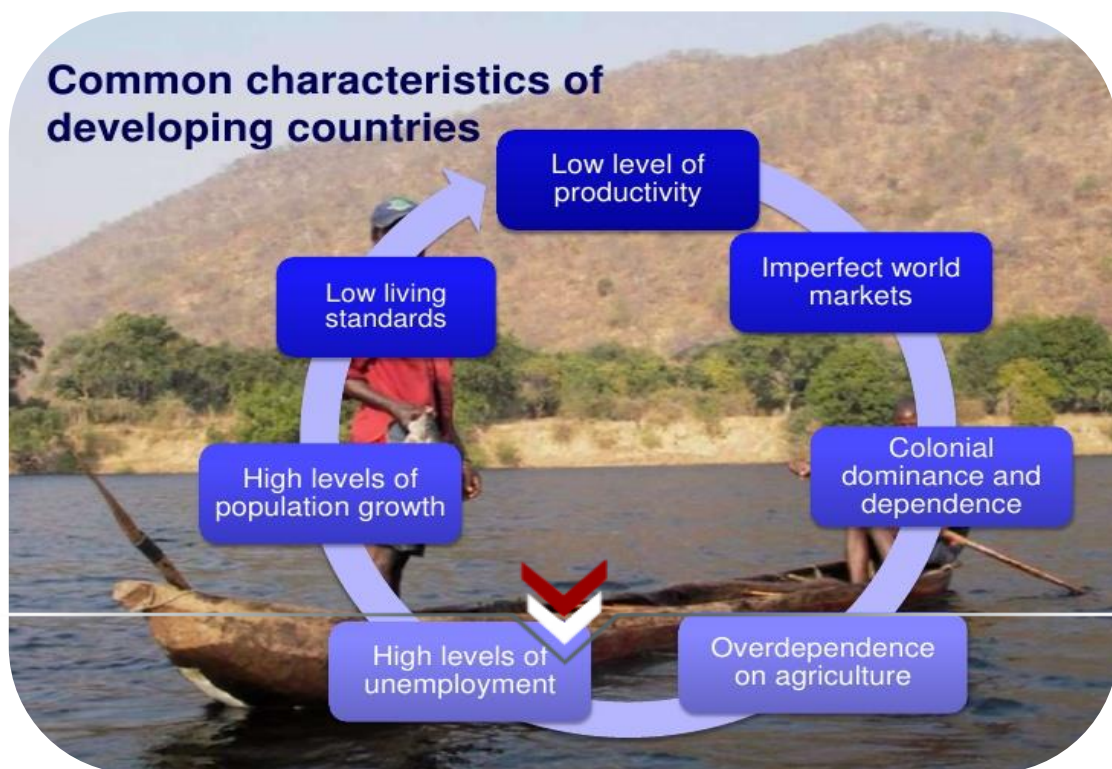 Common characteristics of
developing countries
Low level of
productivity
Imperfect world
markets
Colonial
dominance and
dependence
Overdependence
on agriculture
High levels of
unemployment
High levels of
population growth
Low living
standards